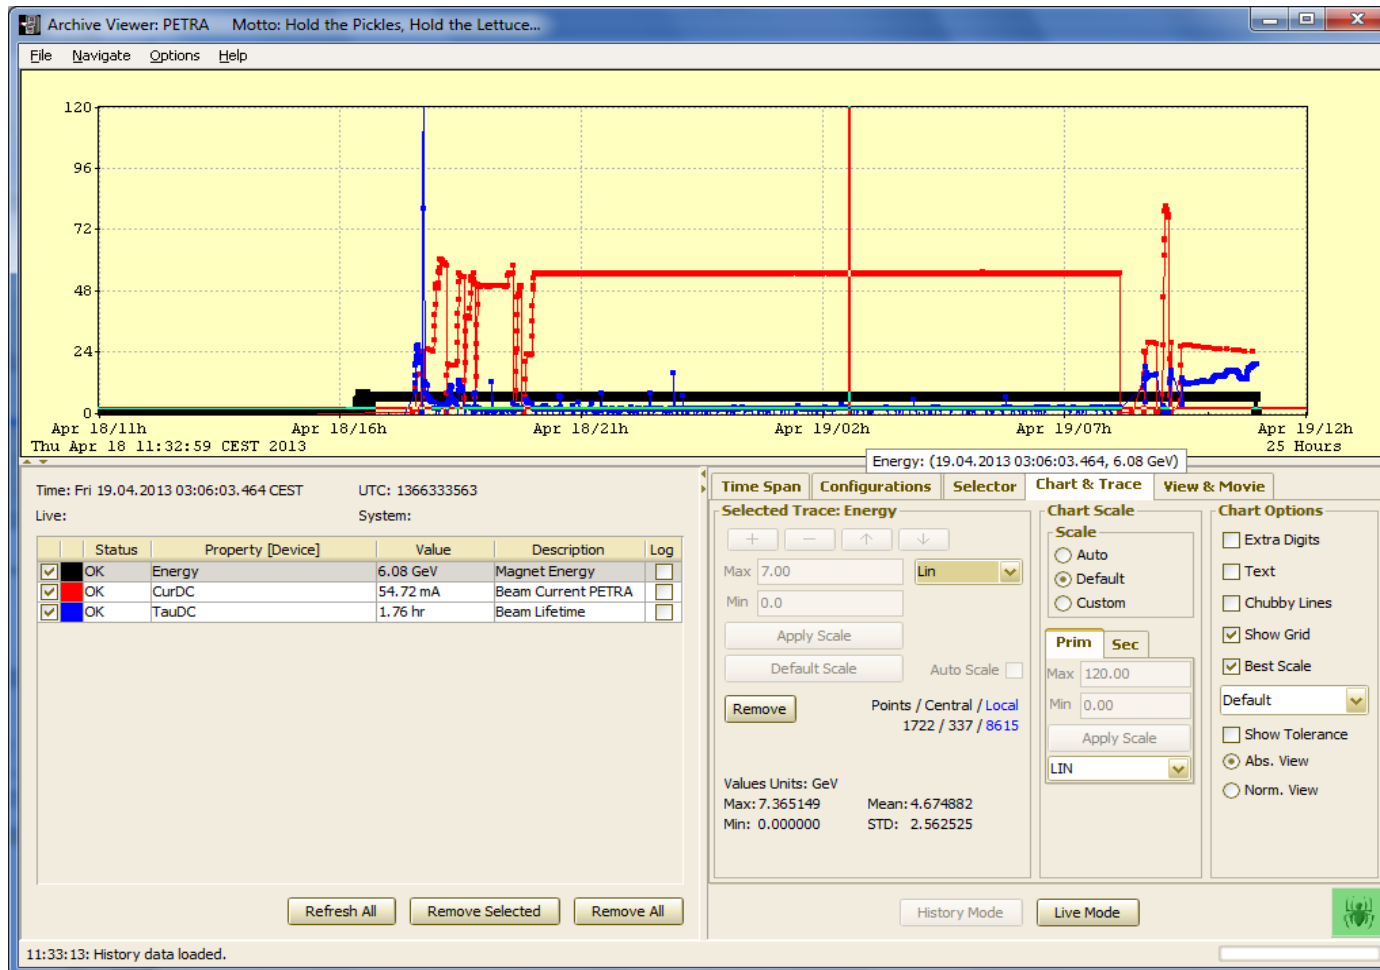 Archive Viewer: PETRA Motto: Hold the Pickles, Hold the Lettuce...
File Navigate Options Help
120
96
72
48
24
0
Apr 18/11h Apr 18/16h Apr 18/21h Apr 19/02h Apr 19/07h Apr 19/12h
Thu Apr 18 11:32:59 CEST 2013 25 Hours
Energy: (19.04.2013 03:06:03.464, 6.08 GeV)
Time: Fri 19.04.2013 03:06:03.464 CEST UTC: 1366333563
Live: System:
Status Property [Device] Value Description Log
OK Energy 6.08 GeV Magnet Energy
OK CurDC 54.72 mA Beam Current PETRA
OK TauDC 1.76 hr Beam Lifetime
Refresh All Remove Selected Remove All
Time Span Configurations Selector Chart & Trace View & Movie
Selected Trace: Energy
+ −
Max 7.00 Lin
Min 0.0
Apply Scale
Default Scale Auto Scale
Remove Points / Central / Local
1722 / 337 / 8615
Values Units: GeV
Max: 7.365149 Mean: 4.674882
Min: 0.000000 STD: 2.562525
Chart Scale
Scale
Auto
Default
Custom
Prim Sec
Max 120.00
Min 0.00
Apply Scale
LIN
Chart Options
Extra Digits
Text
Chubby Lines
Show Grid
Best Scale
Default
Show Tolerance
Abs. View
Norm. View
History Mode Live Mode
11:33:13: History data loaded.